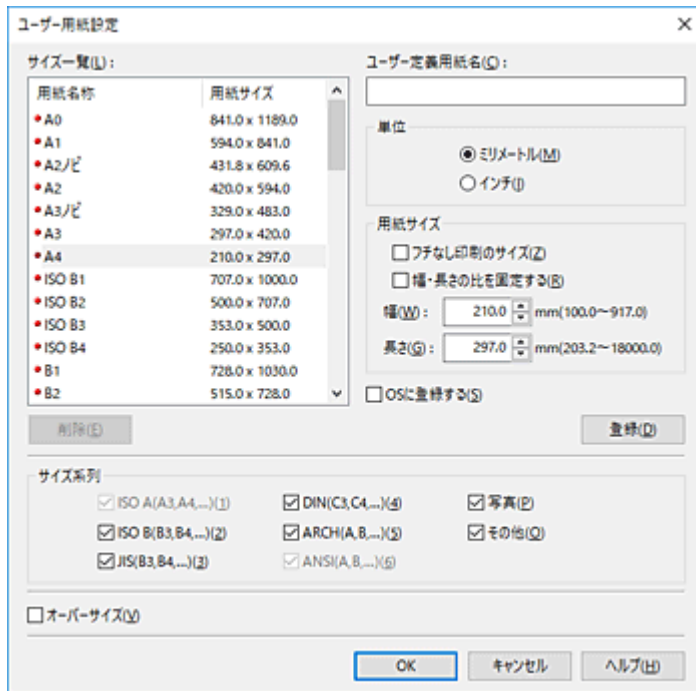 ユーザー用紙設定
サイズ一覧(L)：
用紙名称 用紙サイズ
A0 841.0 x 1189.0
A1 594.0 x 841.0
A2ノビ 431.8 x 609.6
A2 420.0 x 594.0
A3ノビ 329.0 x 483.0
A3 297.0 x 420.0
A4 210.0 x 297.0
ISO B1 707.0 x 1000.0
ISO B2 500.0 x 707.0
ISO B3 353.0 x 500.0
ISO B4 250.0 x 353.0
B1 728.0 x 1030.0
B2 515.0 x 728.0
削除(E)
ユーザー定義用紙名(C)：
単位
ミリメートル(M)
インチ(I)
用紙サイズ
フチなし印刷のサイズ(Z)
幅・長さの比を固定する(R)
幅(W)： 210.0 mm(100.0～917.0)
長さ(G)： 297.0 mm(203.2～18000.0)
OSに登録する(S)
登録(D)
サイズ系列
ISO A(A3,A4,...)(1) DIN(C3,C4,...)(4) 写真(P)
ISO B(B3,B4,...)(2) ARCH(A,B,...)(5) その他(O)
JIS(B3,B4,...)(3) ANSI(A,B,...)(6)
オーバーサイズ(V)
OK キャンセル ヘルプ(H)